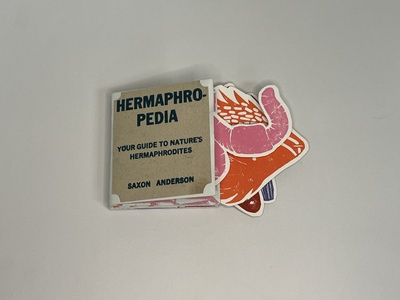 HERMAPHRO-
PEDIA
YOUR GUIDE TO NATURE'S
HERMAPHRODITES
SAXON ANDERSON